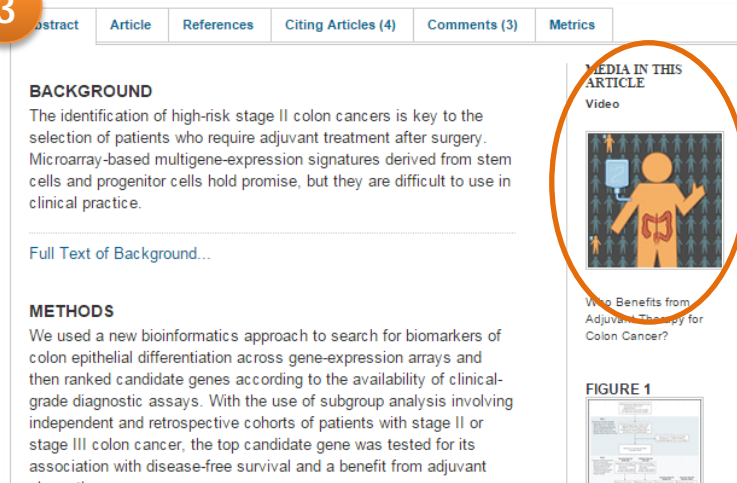 3
Abstract
Article
References
Citing Articles (4)
Comments (3)
Metrics
BACKGROUND
The identification of high-risk stage II colon cancers is key to the
selection of patients who require adjuvant treatment after surgery.
Microarray-based multigene-expression signatures derived from stem
cells and progenitor cells hold promise, but they are difficult to use in
clinical practice.
Full Text of Background...
METHODS
We used a new bioinformatics approach to search for biomarkers of
colon epithelial differentiation across gene-expression arrays and
then ranked candidate genes according to the availability of clinical-
grade diagnostic assays. With the use of subgroup analysis involving
independent and retrospective cohorts of patients with stage II or
stage III colon cancer, the top candidate gene was tested for its
association with disease-free survival and a benefit from adjuvant
MEDIA IN THIS
ARTICLE
Video
Who Benefits from
Adjuvant Therapy for
Colon Cancer?
FIGURE 1